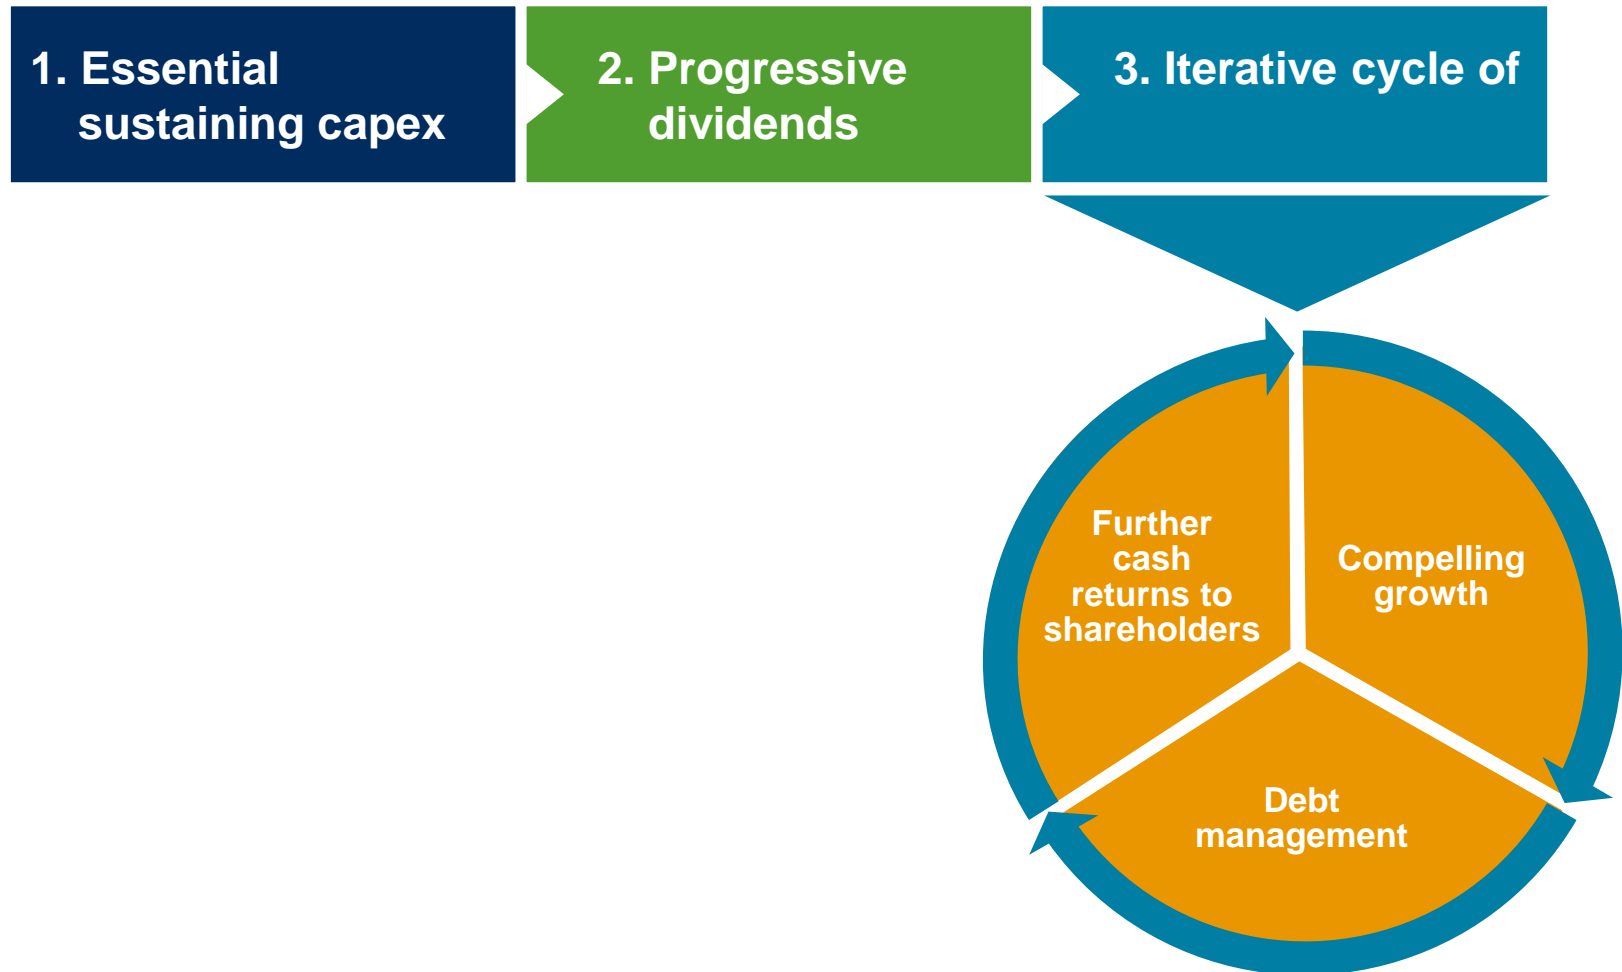 1. Essential
sustaining capex
2. Progressive
dividends
3. Iterative cycle of
Further
cash
returns to
shareholders
Compelling
growth
Debt
management